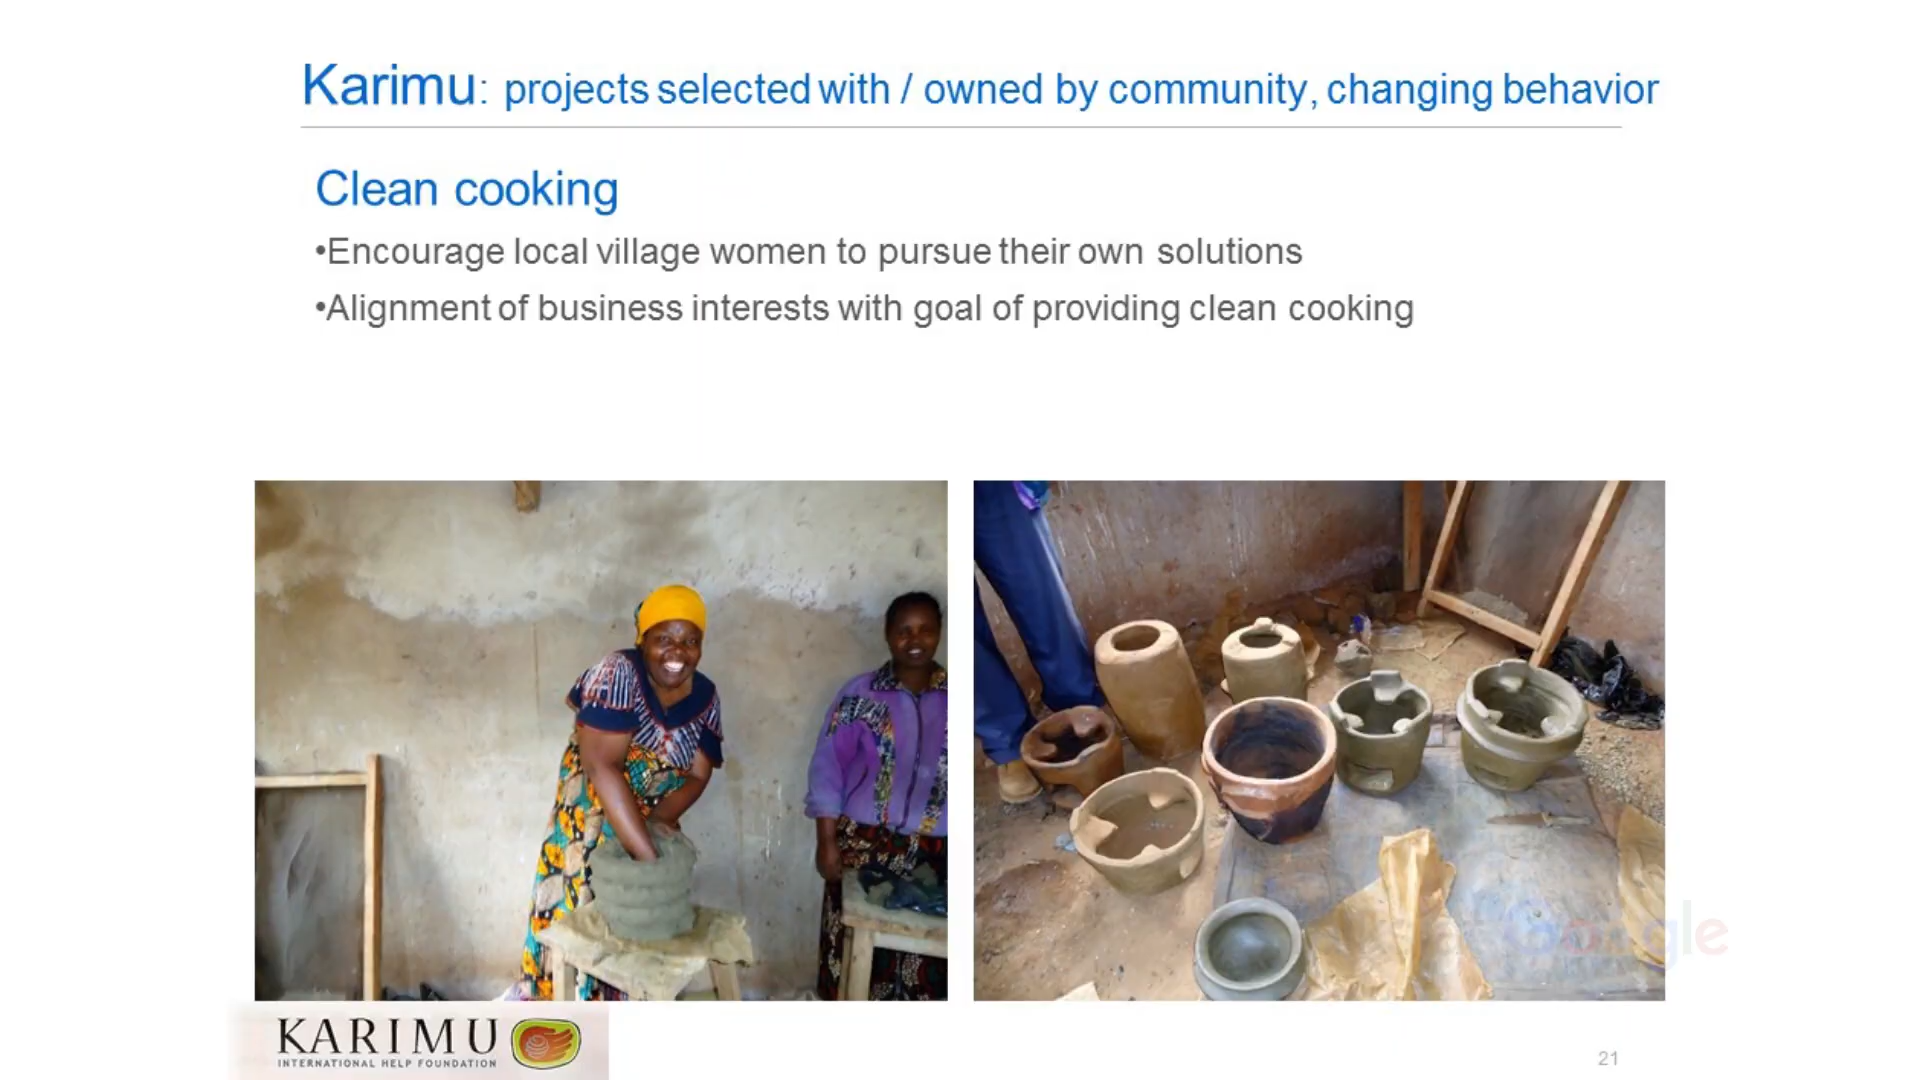 Karimu: projects selected with / owned by community, changing behavior
Clean cooking
•Encourage local village women to pursue their own solutions
•Alignment of business interests with goal of providing clean cooking
KARIMU
INTERNATIONAL HELP FOUNDATION
21